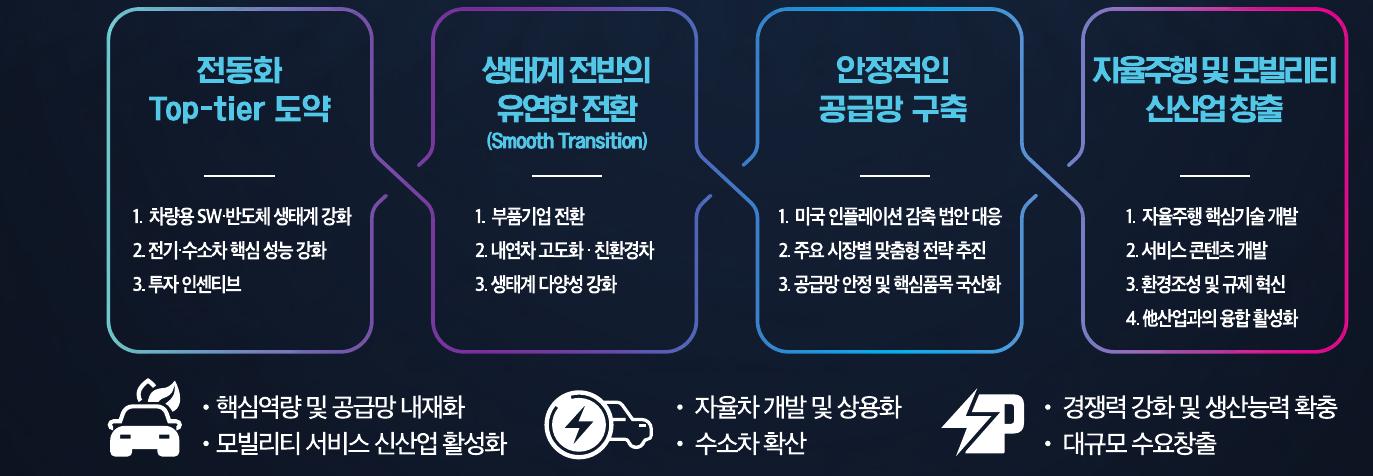 전동화
Top-tier 도약
1. 차량용 SW·반도체 생태계 강화
2. 전기·수소차 핵심 성능 강화
3. 투자 인센티브
생태계 전반의
유연한 전환
(Smooth Transition)
1. 부품기업 전환
2. 내연차 고도화 · 친환경차
3. 생태계 다양성 강화
안정적인
공급망 구축
1. 미국 인플레이션 감축 법안 대응
2. 주요 시장별 맞춤형 전략 추진
3. 공급망 안정 및 핵심품목 국산화
자율주행 및 모빌리티
신산업 창출
1. 자율주행 핵심기술 개발
2. 서비스 콘텐츠 개발
3. 환경조성 및 규제 혁신
4. 他산업과의 융합 활성화
• 핵심역량 및 공급망 내재화
• 모빌리티 서비스 신산업 활성화
• 자율차 개발 및 상용화
• 수소차 확산
P
• 경쟁력 강화 및 생산능력 확충
• 대규모 수요창출